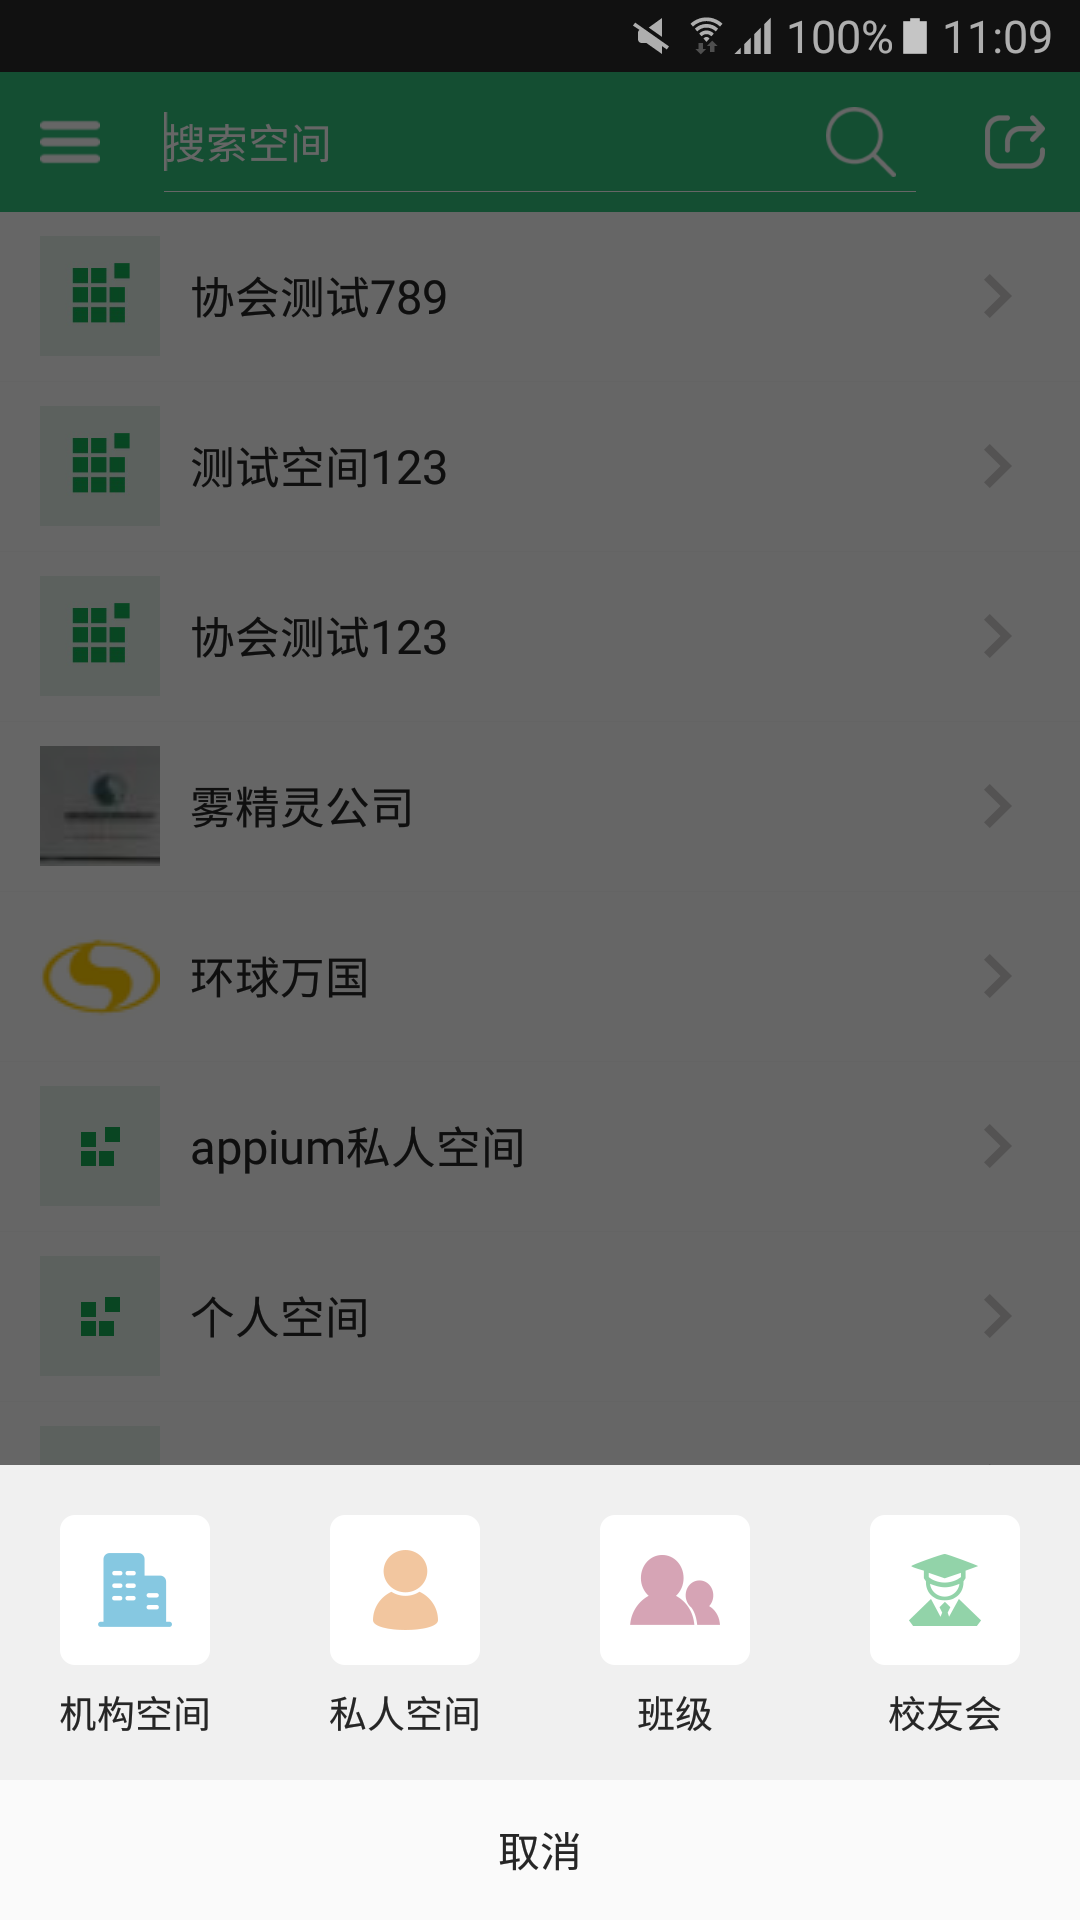 100% 11:09
搜索空间
协会测试789
测试空间123
协会测试123
雾精灵公司
环球万国
appium私人空间
个人空间
机构空间 私人空间 班级 校友会
取消